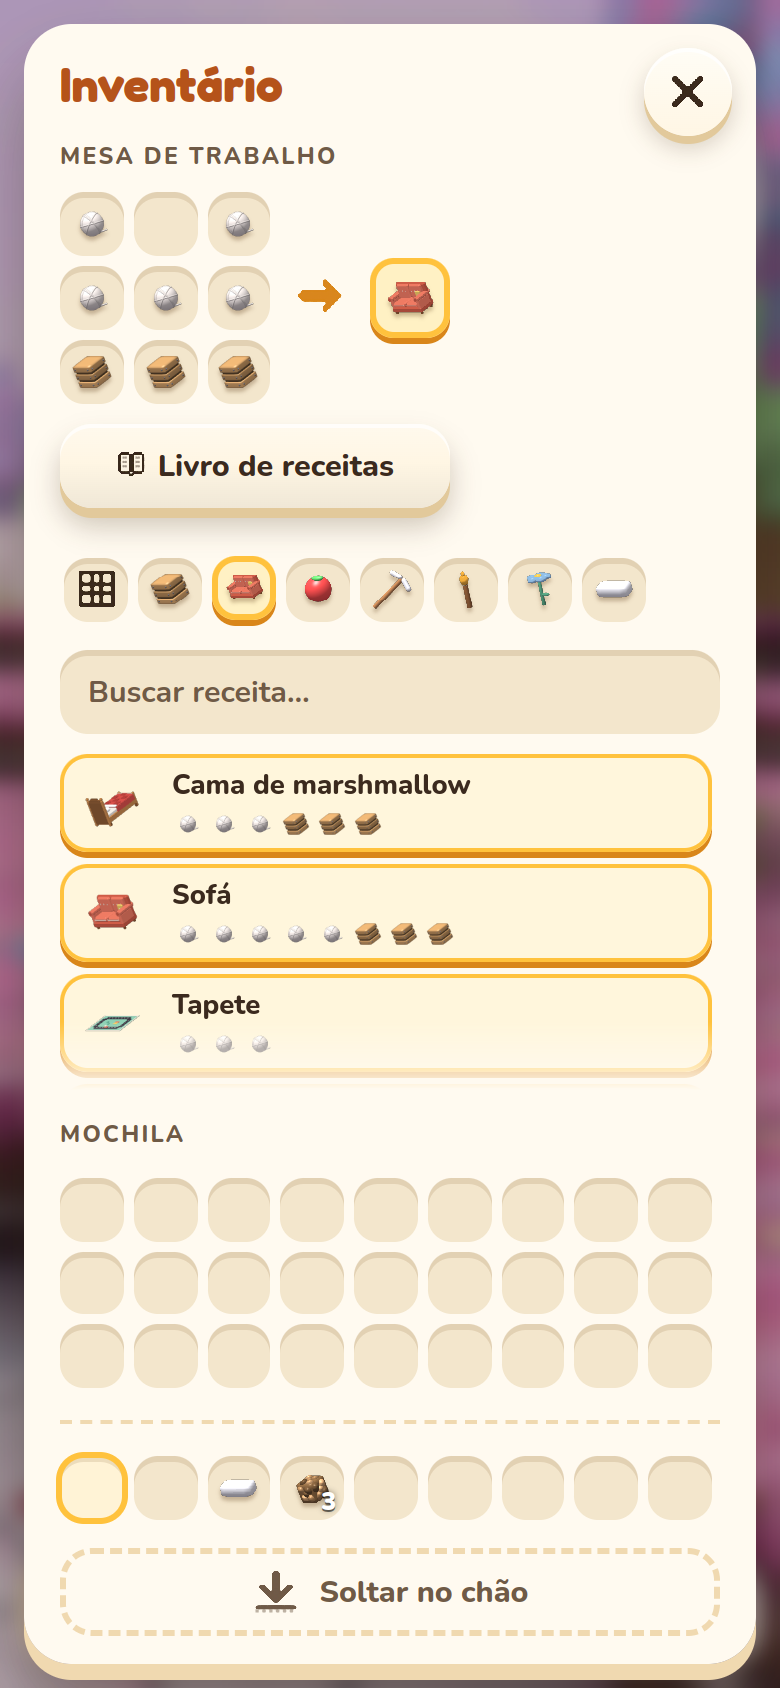 Inventário
MESA DE TRABALHO
Livro de receitas
Buscar receita...
Cama de marshmallow
Sofá
Tapete
MOCHILA
3
Soltar no chão